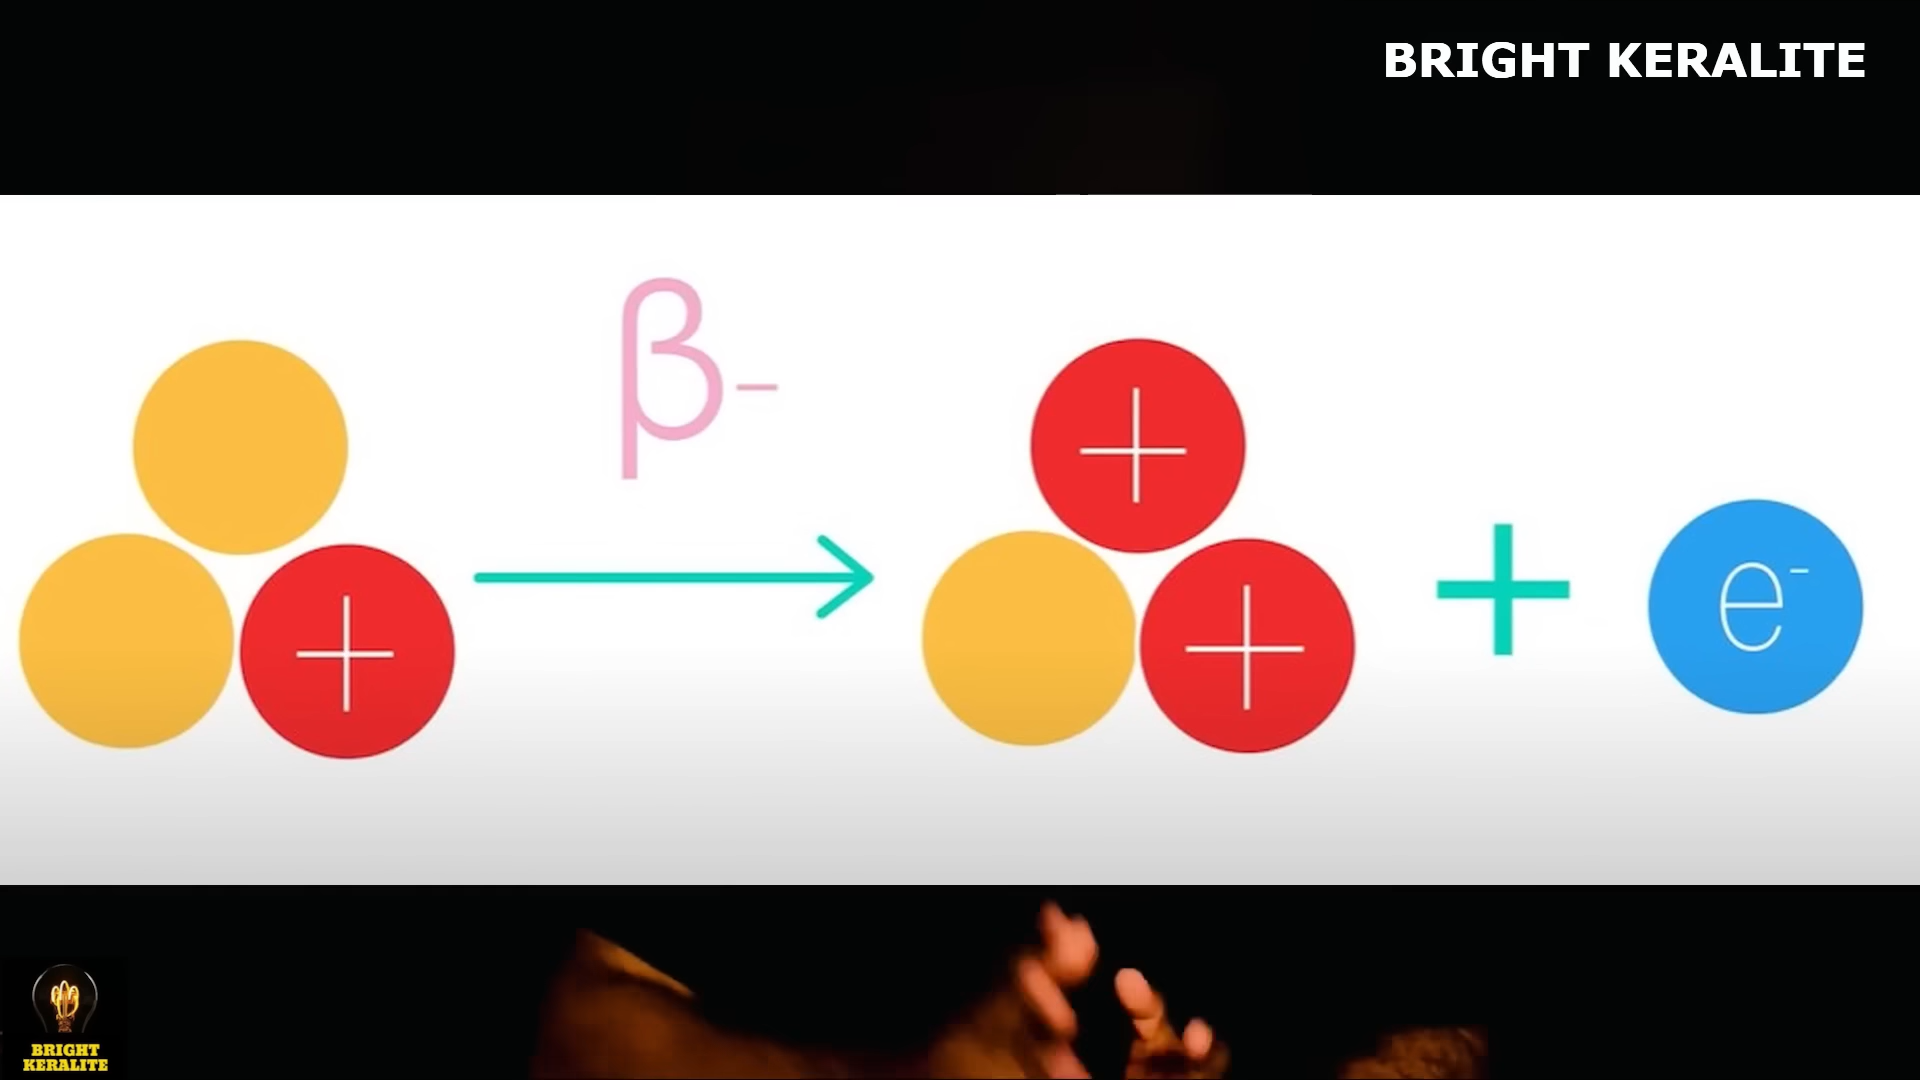 BRIGHT KERALITE
β-
+
+
+
+
e⁻
BRIGHT
KERALITE